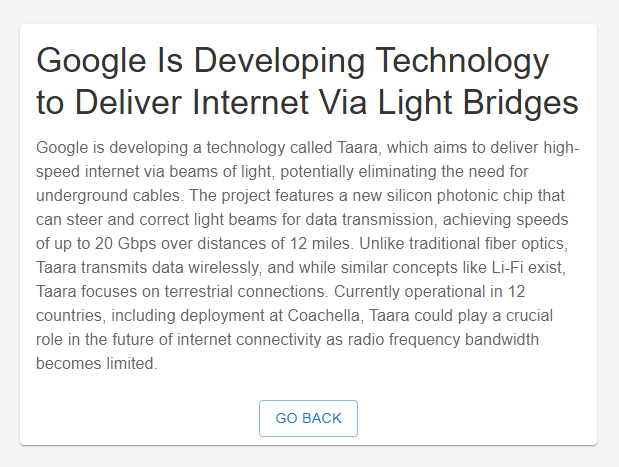 Google Is Developing Technology
to Deliver Internet Via Light Bridges
Google is developing a technology called Taara, which aims to deliver high-
speed internet via beams of light, potentially eliminating the need for
underground cables. The project features a new silicon photonic chip that
can steer and correct light beams for data transmission, achieving speeds
of up to 20 Gbps over distances of 12 miles. Unlike traditional fiber optics,
Taara transmits data wirelessly, and while similar concepts like Li-Fi exist,
Taara focuses on terrestrial connections. Currently operational in 12
countries, including deployment at Coachella, Taara could play a crucial
role in the future of internet connectivity as radio frequency bandwidth
becomes limited.
GO BACK